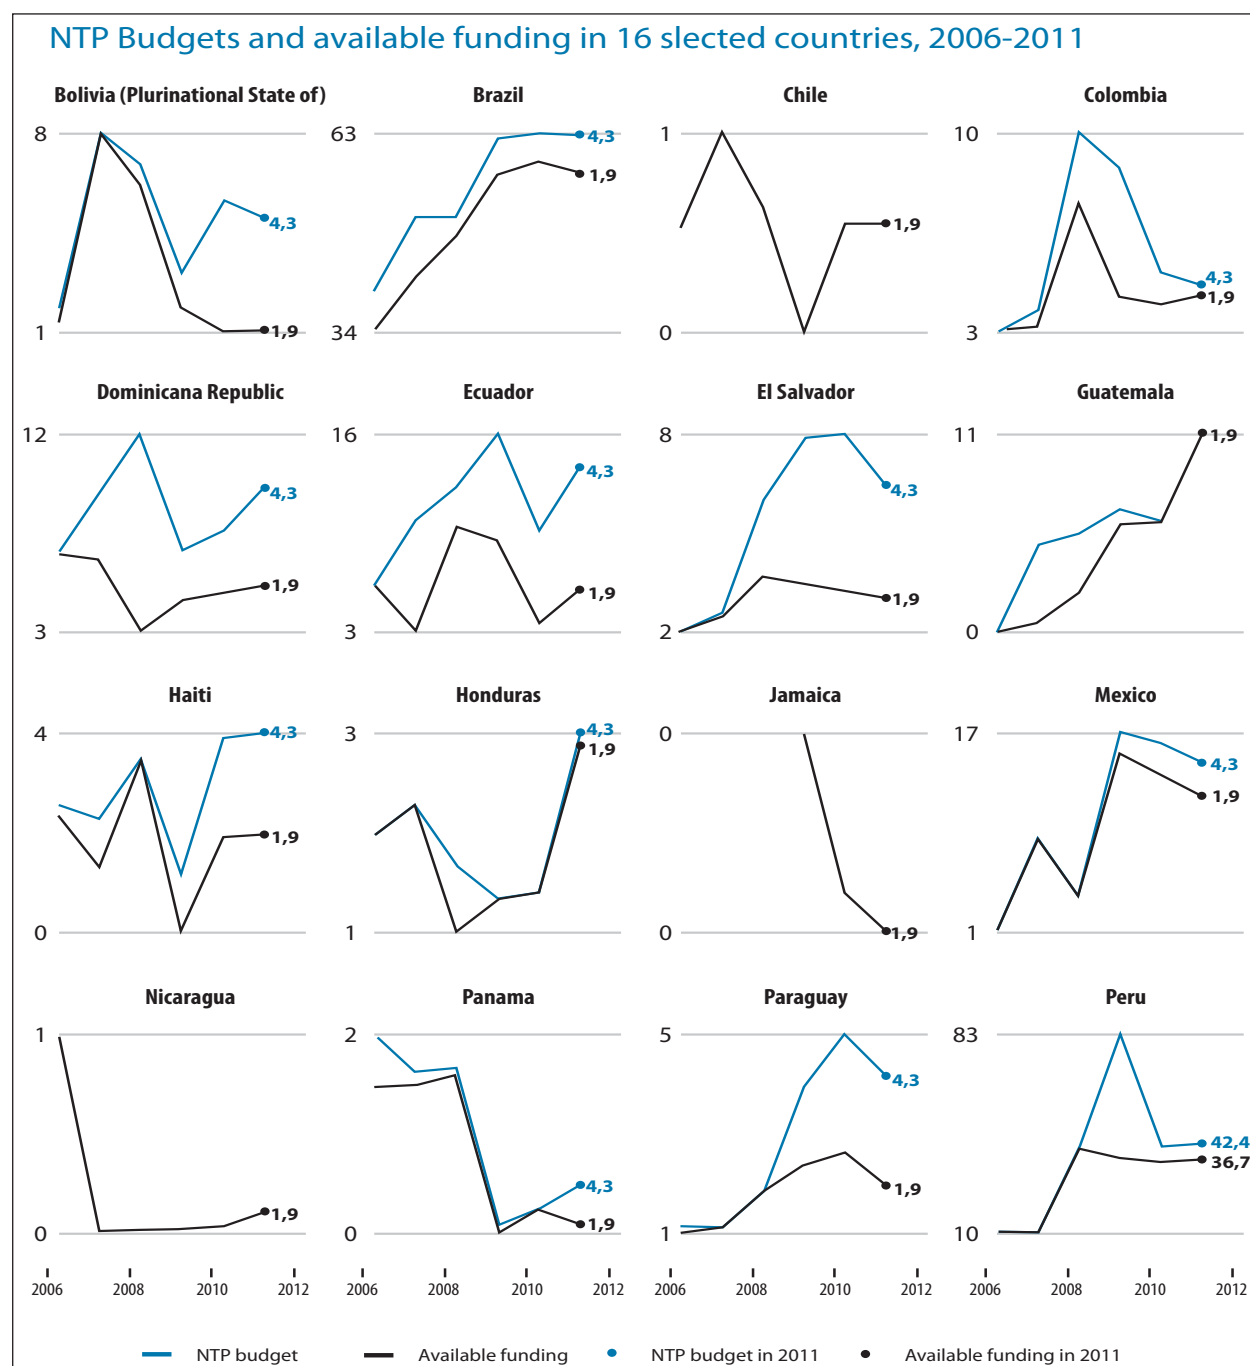 NTP Budgets and available funding in 16 slected countries, 2006-2011
Bolivia (Plurinational State of)
8
1
4,3
1,9
Brazil
63
34
4,3
1,9
Chile
1
0
1,9
Colombia
10
3
4,3
1,9
Dominicana Republic
12
3
4,3
1,9
Ecuador
16
3
4,3
1,9
El Salvador
8
2
4,3
1,9
Guatemala
11
0
1,9
Haiti
4
0
4,3
1,9
Honduras
3
1
4,3
1,9
Jamaica
0
0
1,9
Mexico
17
1
4,3
1,9
Nicaragua
1
0
1,9
Panama
2
0
4,3
1,9
Paraguay
5
1
4,3
1,9
Peru
83
10
42,4
36,7
2006 2008 2010 2012
2006 2008 2010 2012
2006 2008 2010 2012
2006 2008 2010 2012
NTP budget Available funding NTP budget in 2011 Available funding in 2011